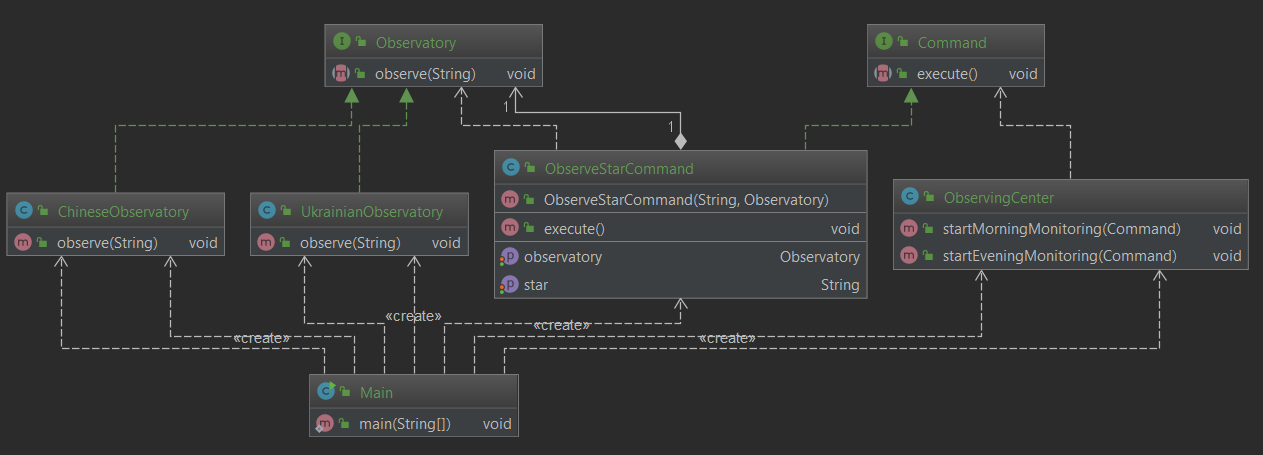 I Observatory
m observe(String) void
I Command
m execute() void
1
1
C ObserveStarCommand
m ObserveStarCommand(String, Observatory)
m execute() void
p observatory Observatory
p star String
C ChineseObservatory
m observe(String) void
C UkrainianObservatory
m observe(String) void
C ObservingCenter
m startMorningMonitoring(Command) void
m startEveningMonitoring(Command) void
«create»
«create»
«create»
«create»
C Main
m main(String[]) void